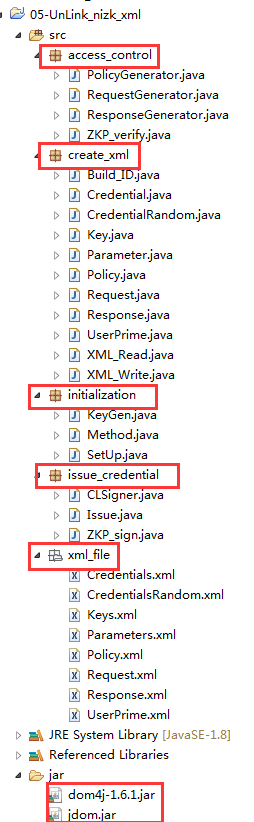 05-UnLink_nizk_xml
src
access_control
PolicyGenerator.java
RequestGenerator.java
ResponseGenerator.java
ZKP_verify.java
create_xml
Build_ID.java
Credential.java
CredentialRandom.java
Key.java
Parameter.java
Policy.java
Request.java
Response.java
UserPrime.java
XML_Read.java
XML_Write.java
initialization
KeyGen.java
Method.java
SetUp.java
issue_credential
CLSigner.java
Issue.java
ZKP_sign.java
xml_file
Credentials.xml
CredentialsRandom.xml
Keys.xml
Parameters.xml
Policy.xml
Request.xml
Response.xml
UserPrime.xml
JRE System Library [JavaSE-1.8]
Referenced Libraries
jar
dom4j-1.6.1.jar
jdom.jar